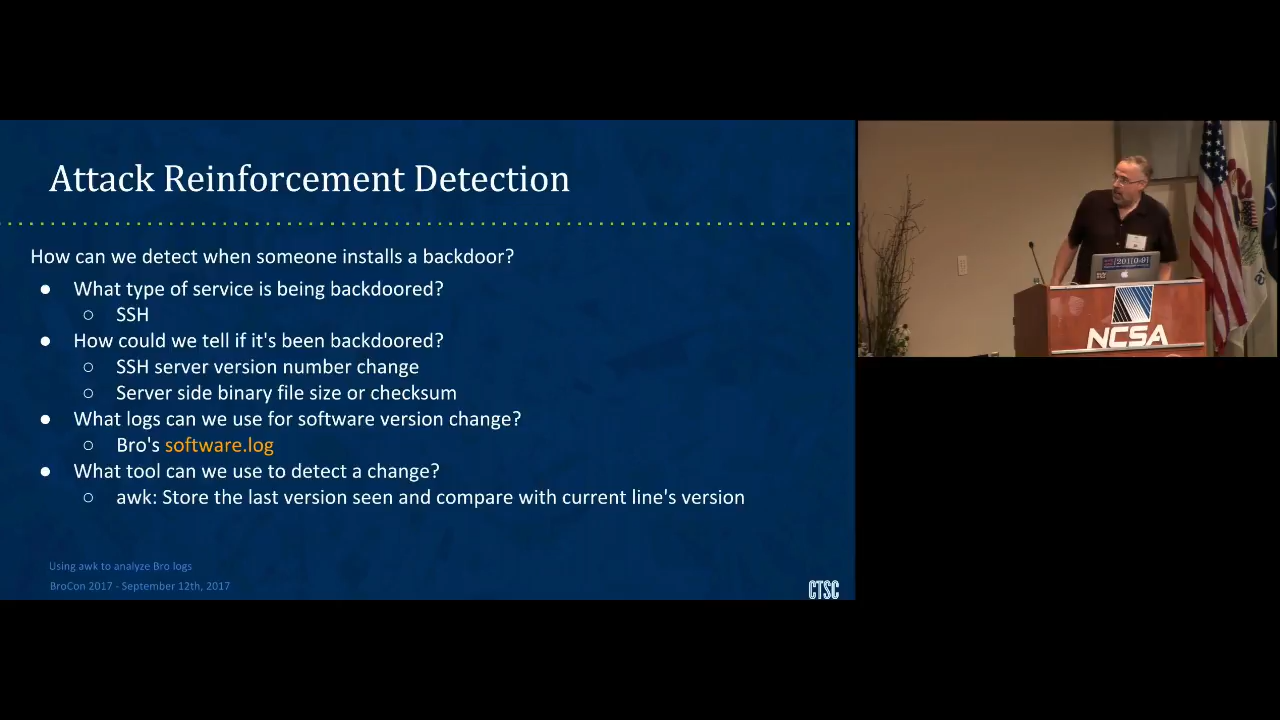 Attack Reinforcement Detection
How can we detect when someone installs a backdoor?
● What type of service is being backdoored?
○ SSH
● How could we tell if it's been backdoored?
○ SSH server version number change
○ Server side binary file size or checksum
● What logs can we use for software version change?
○ Bro's software.log
● What tool can we use to detect a change?
○ awk: Store the last version seen and compare with current line's version
Using awk to analyze Bro logs
BroCon 2017 - September 12th, 2017
CTSC
NCSA